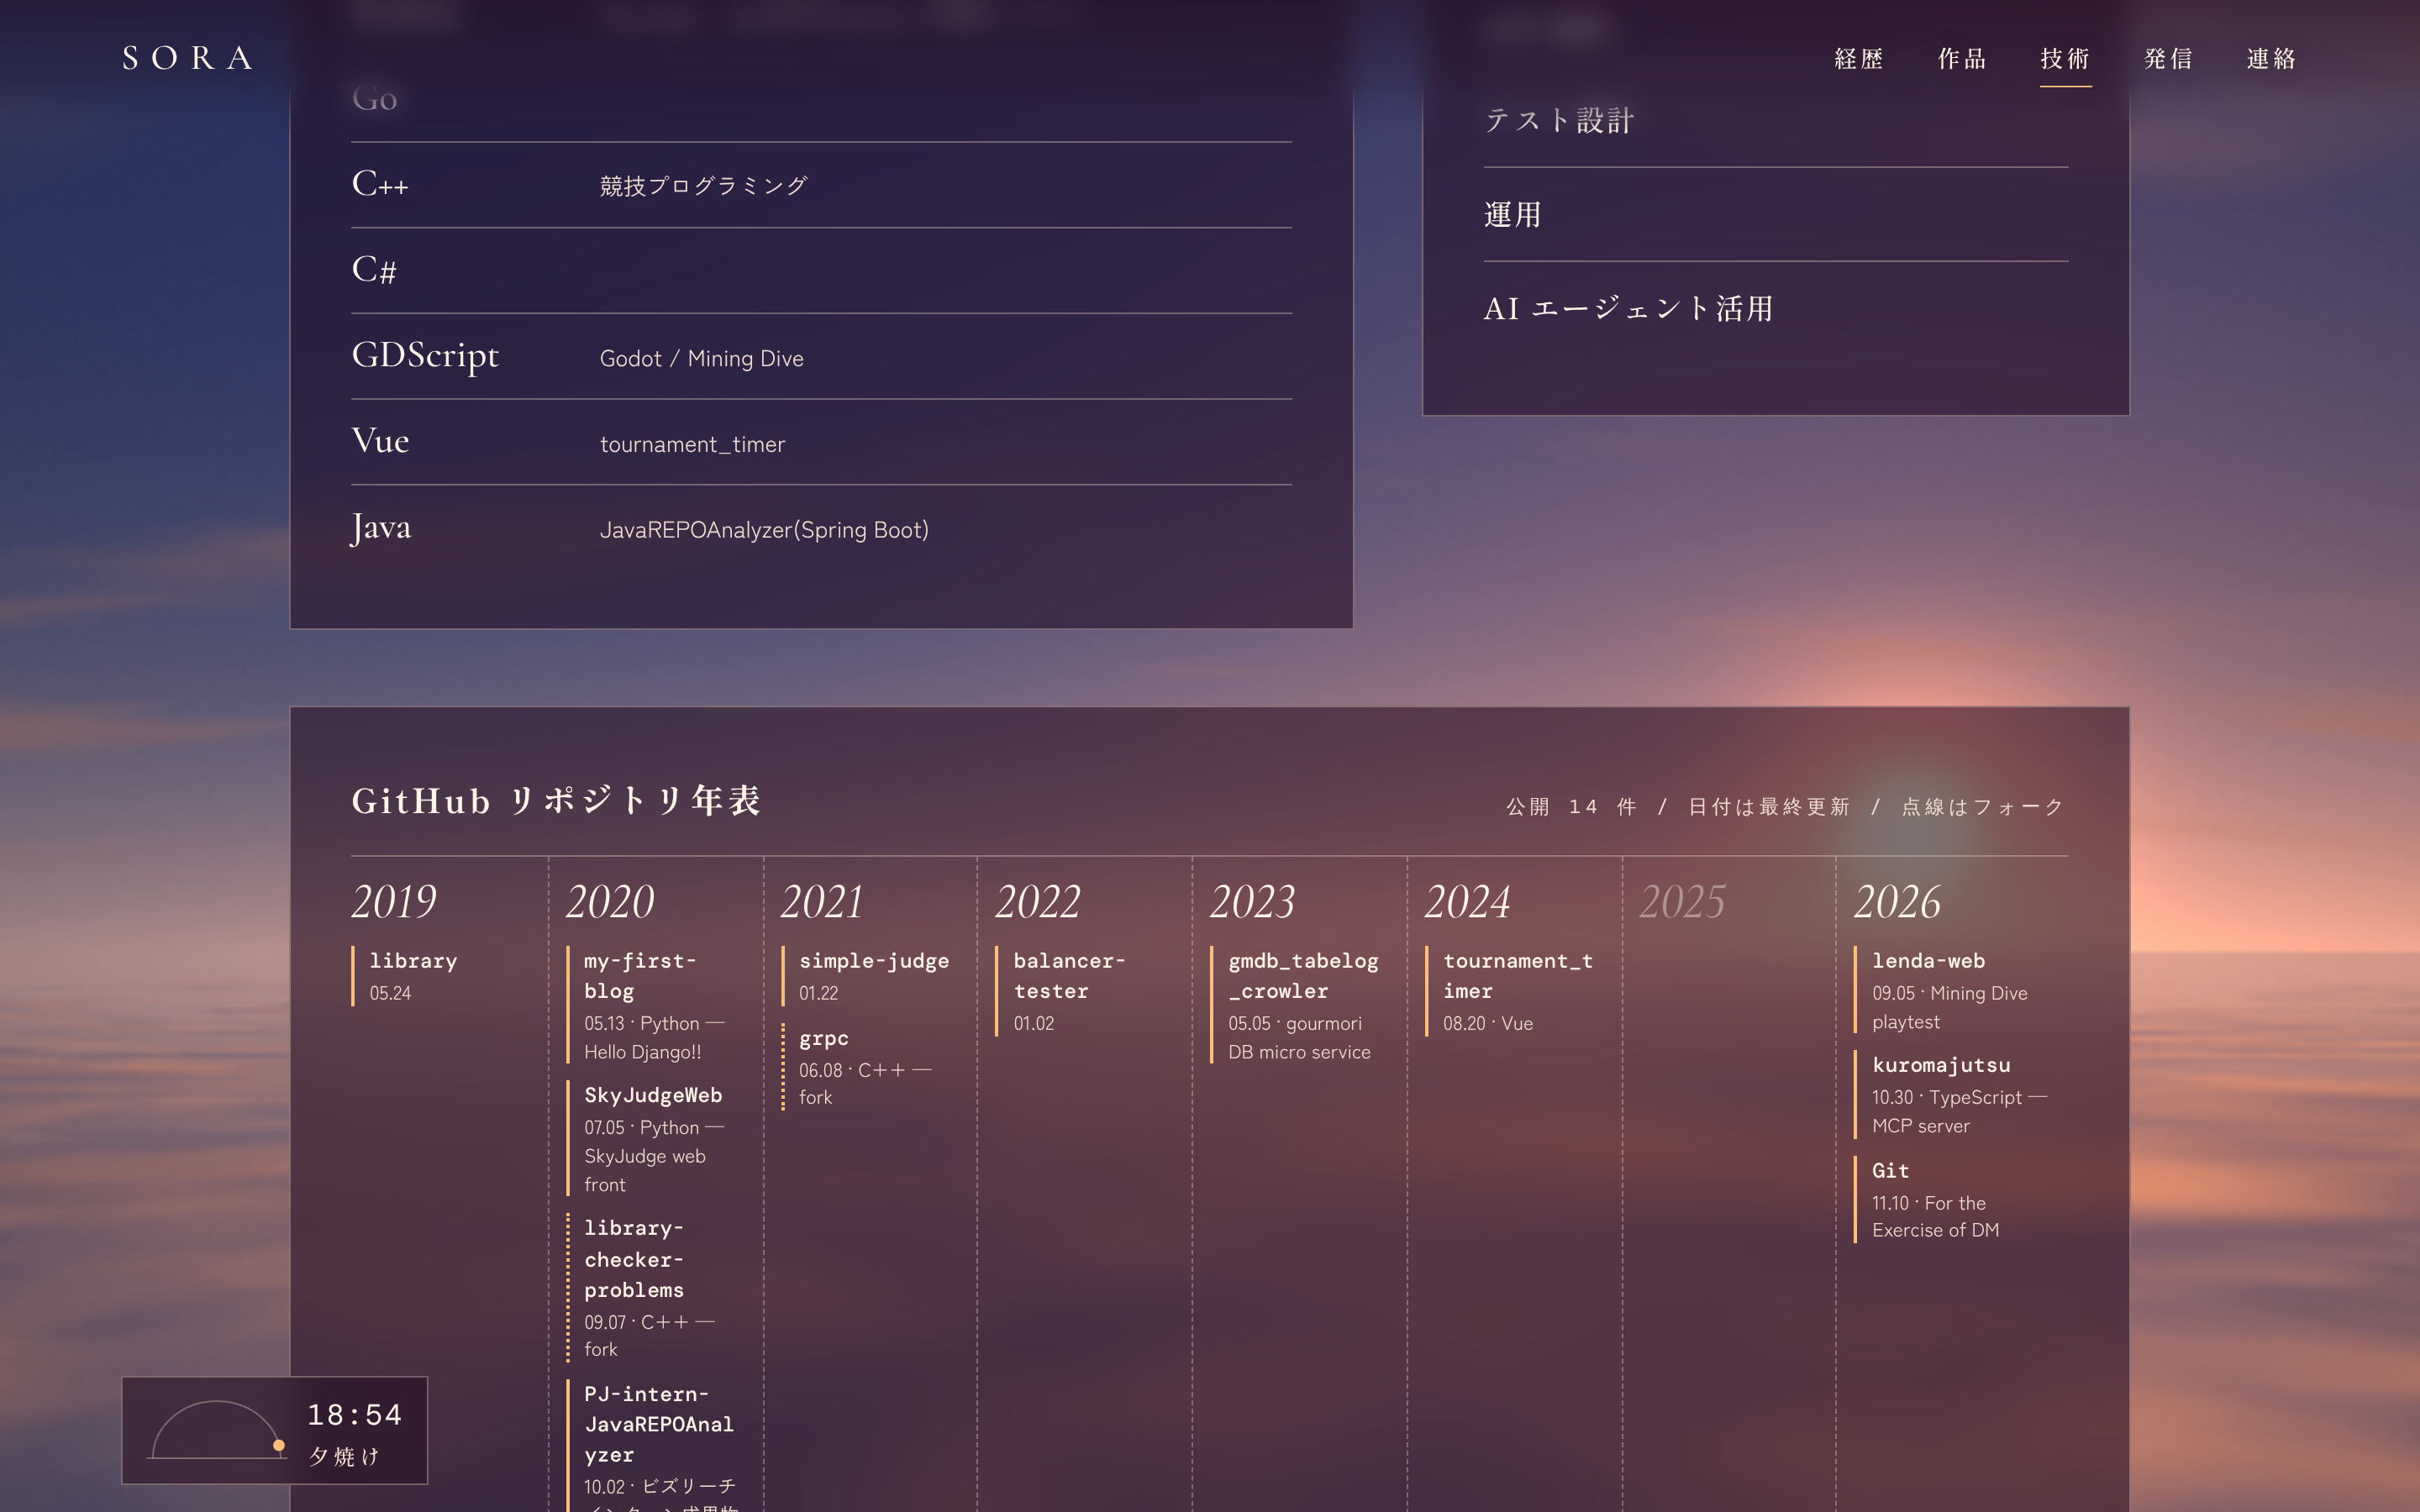 SORA
経歴 作品 技術 発信 連絡
Go
C++ 競技プログラミング
C#
GDScript Godot / Mining Dive
Vue tournament_timer
Java JavaREPOAnalyzer(Spring Boot)
テスト設計
運用
AI エージェント活用
GitHub リポジトリ年表
公開 14 件 / 日付は最終更新 / 点線はフォーク
2019
library
05.24
2020
my-first-
blog
05.13 · Python —
Hello Django!!
SkyJudgeWeb
07.05 · Python —
SkyJudge web
front
library-
checker-
problems
09.07 · C++ —
fork
PJ-intern-
JavaREPOAnal
yzer
10.02 · ビズリーチ
2021
simple-judge
01.22
grpc
06.08 · C++ —
fork
2022
balancer-
tester
01.02
2023
gmdb_tabelog
_crowler
05.05 · gourmori
DB micro service
2024
tournament_t
imer
08.20 · Vue
2025
2026
lenda-web
09.05 · Mining Dive
playtest
kuromajutsu
10.30 · TypeScript —
MCP server
Git
11.10 · For the
Exercise of DM
18:54
夕焼け